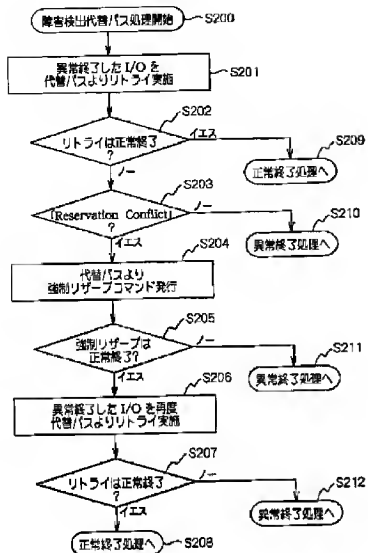 障害検出代替パス処理開始
S200
異常終了した I/O を
代替パスよりリトライ実施
S201
S202
リトライは正常終了
?
イエス
ノー
S209
正常終了処理へ
S203
「Reservation Conflict」
?
ノー
イエス
S210
異常終了処理へ
S204
代替パスより
強制リザーブコマンド発行
S205
強制リザーブは
正常終了?
ノー
イエス
S211
異常終了処理へ
S206
異常終了した I/O を再度
代替パスよりリトライ実施
S207
リトライは正常終了
?
ノー
イエス
S212
異常終了処理へ
正常終了処理へ
S208